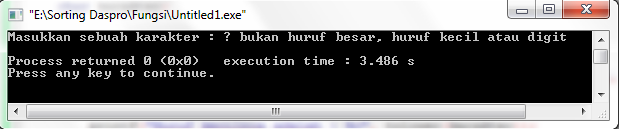 "E:\Sorting Daspro\Fungsi\Untitled1.exe"
Masukkan sebuah karakter : ? bukan huruf besar, huruf kecil atau digit
Process returned 0 (0x0)   execution time : 3.486 s
Press any key to continue.